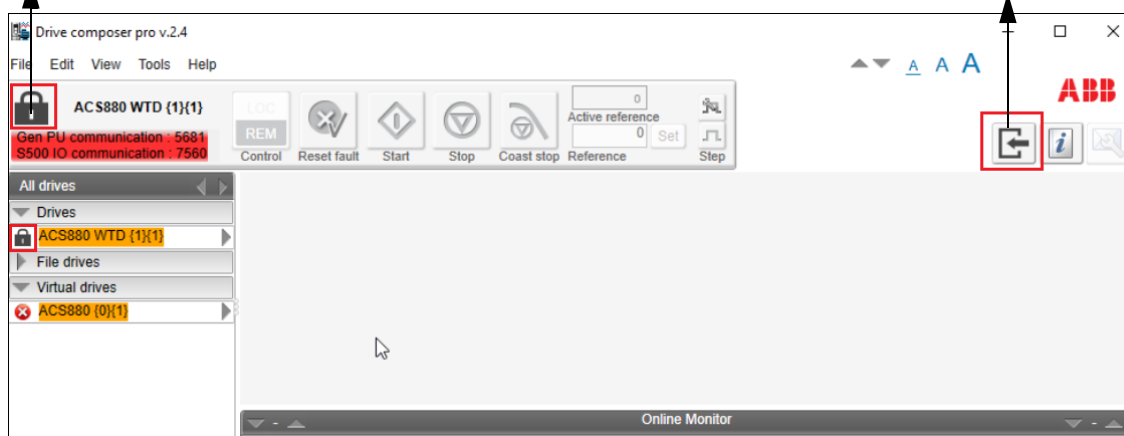 Drive composer pro v.2.4
File Edit View Tools Help
A A A
ABB
ACS880 WTD {1}{1}
Gen PU communication : 5681
S500 IO communication : 7560
LOC
REM
Control
Reset fault
Start
Stop
Coast stop
0
Active reference
0 Set
Reference
Step
i
All drives
Drives
ACS880 WTD {1}{1}
File drives
Virtual drives
ACS880 {0}{1}
- Online Monitor -